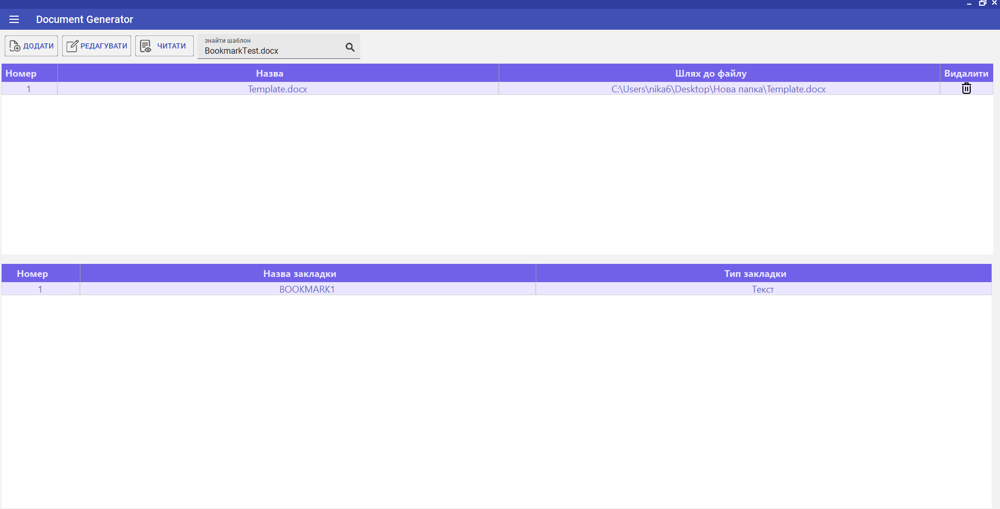 Document Generator
ДОДАТИ РЕДАГУВАТИ ЧИТАТИ знайти шаблон
BookmarkTest.docx
Номер Назва Шлях до файлу Видалити
1 Template.docx C:\Users\nika6\Desktop\Нова папка\Template.docx
Номер Назва закладки Тип закладки
1 BOOKMARK1 Текст